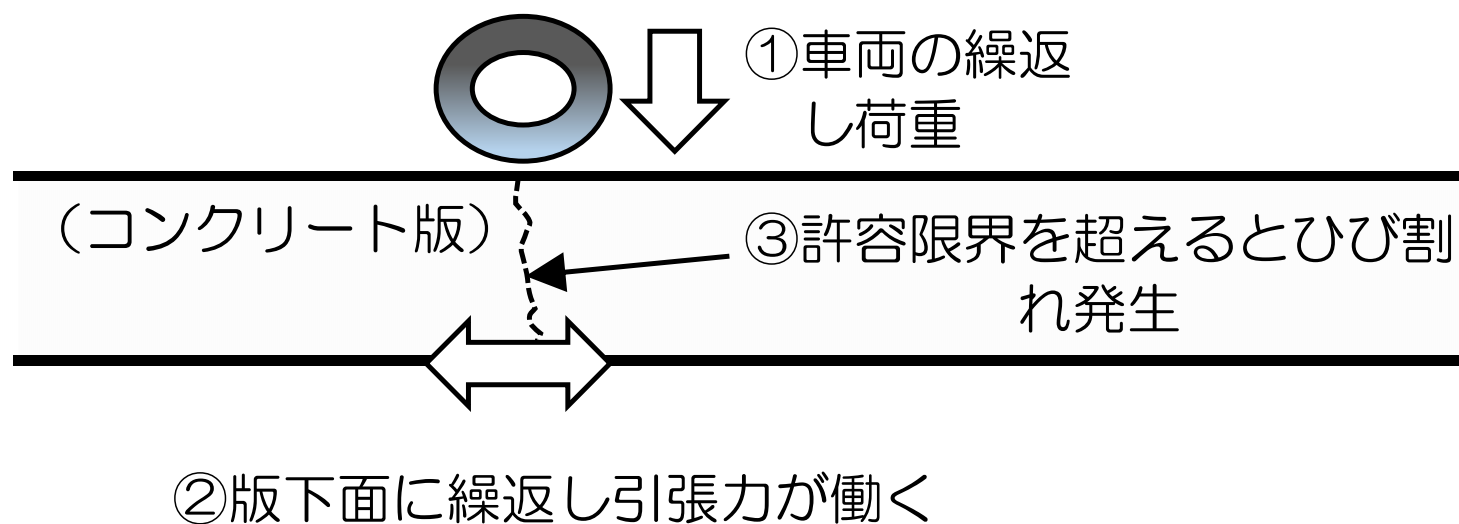 ①車両の繰返
し荷重
（コンクリート版）
③許容限界を超えるとひび割
れ発生
②版下面に繰返し引張力が働く